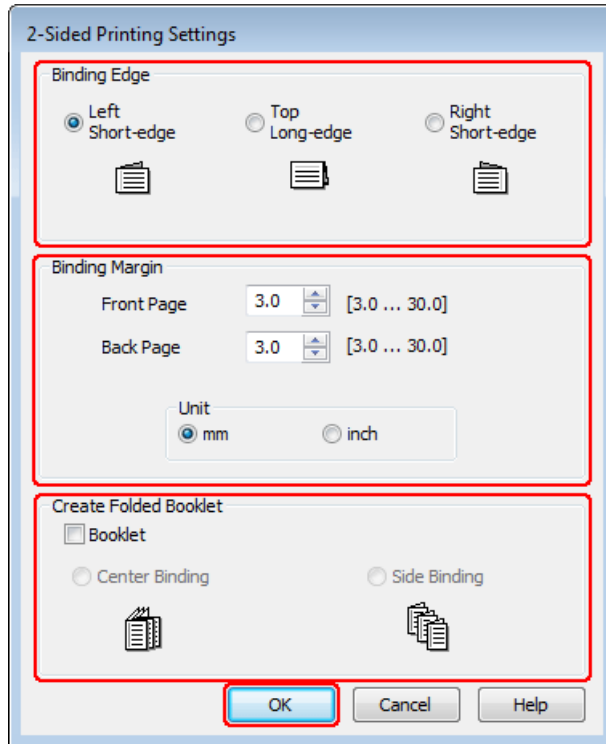 2-Sided Printing Settings
Binding Edge
Left
Short-edge
Top
Long-edge
Right
Short-edge
Binding Margin
Front Page 3.0 [3.0 ... 30.0]
Back Page 3.0 [3.0 ... 30.0]
Unit
mm inch
Create Folded Booklet
Booklet
Center Binding Side Binding
OK Cancel Help